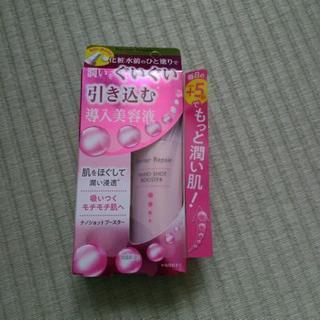 化粧水前のひと塗りで
潤いをぐいぐい
引き込む
導入美容液
肌をほぐして
潤い浸透
吸いつく
モチモチ肌へ
ナノショットブースター
Barrier Repair
NANO SHOT
BOOSTER
毎日の
+5
でもっと潤い肌!